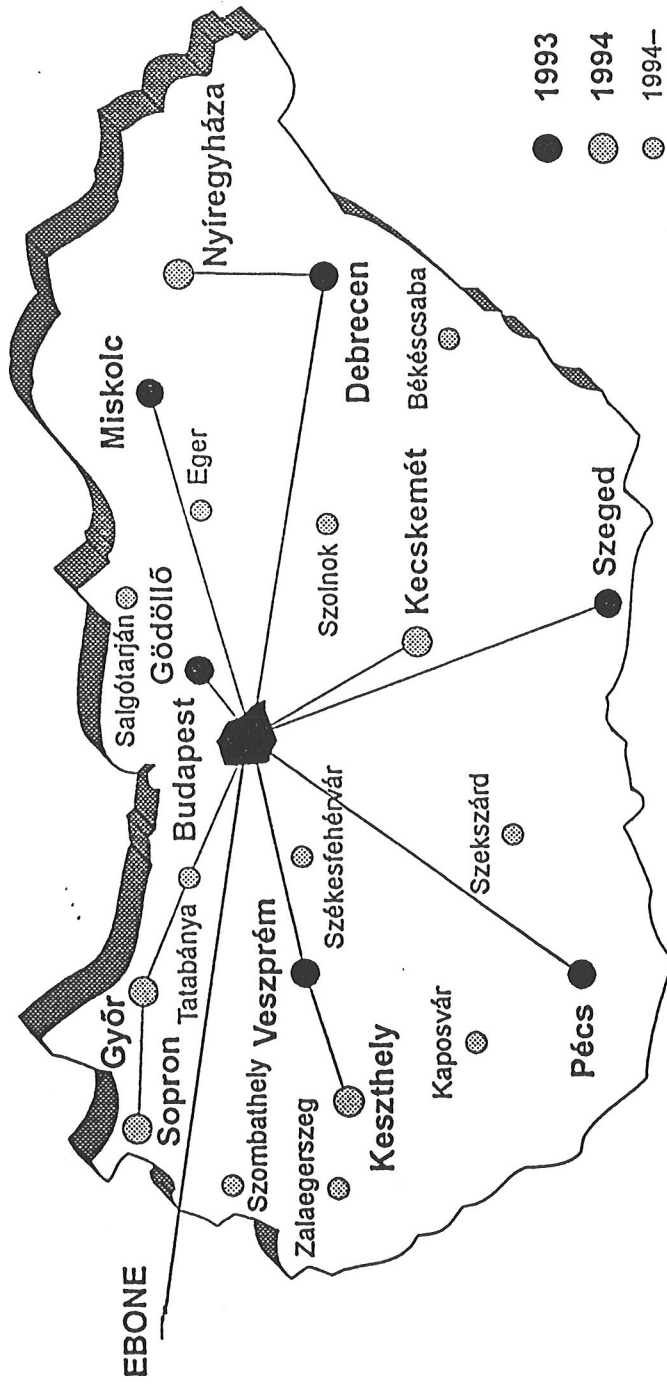 EBONE
Sopron
Győr
Tatabánya
Budapest
Salgótarján
Gödöllő
Miskolc
Eger
Nyíregyháza
Debrecen
Szombathely
Zalaegerszeg
Keszthely
Veszprém
Székesfehérvár
Szolnok
Kecskemét
Békéscsaba
Kaposvár
Pécs
Szekszárd
Szeged
1993
1994
1994–